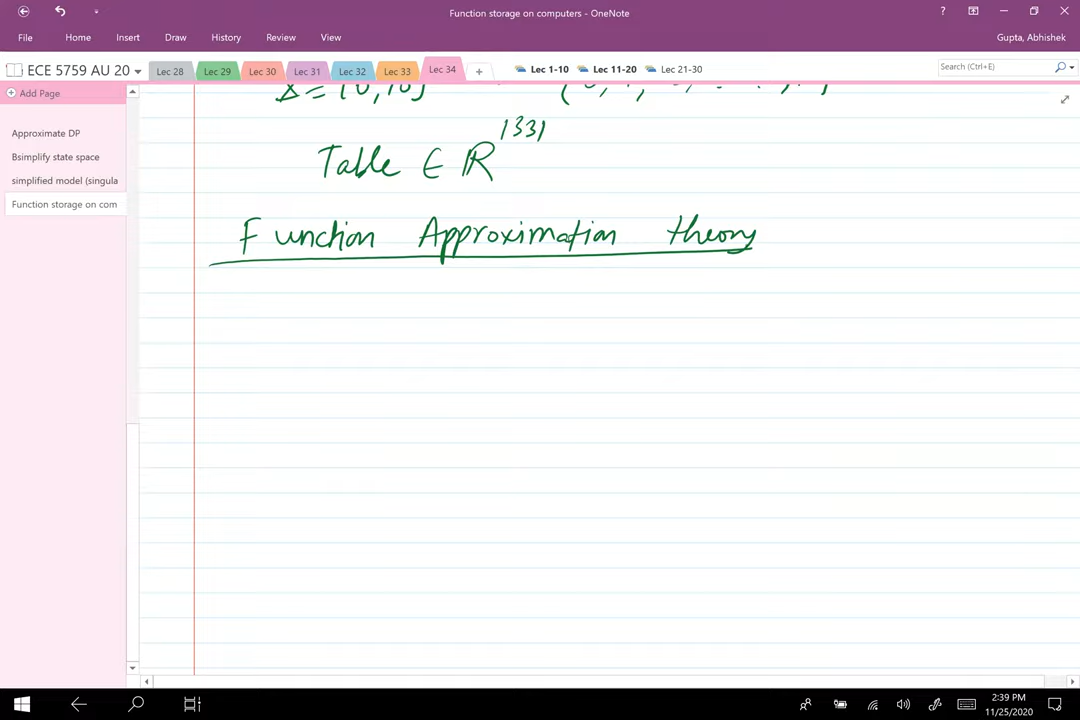 Function storage on computers - OneNote
File Home Insert Draw History Review View
Gupta, Abhishek
ECE 5759 AU 20
Lec 28 Lec 29 Lec 30 Lec 31 Lec 32 Lec 33 Lec 34 + Lec 1-10 Lec 11-20 Lec 21-30
Search (Ctrl+E)
Add Page
Approximate DP
Bsimplify state space
simplified model (singula
Function storage on com
Table ∈ ℝ^1331
Function Approximation theory
2:39 PM
11/25/2020